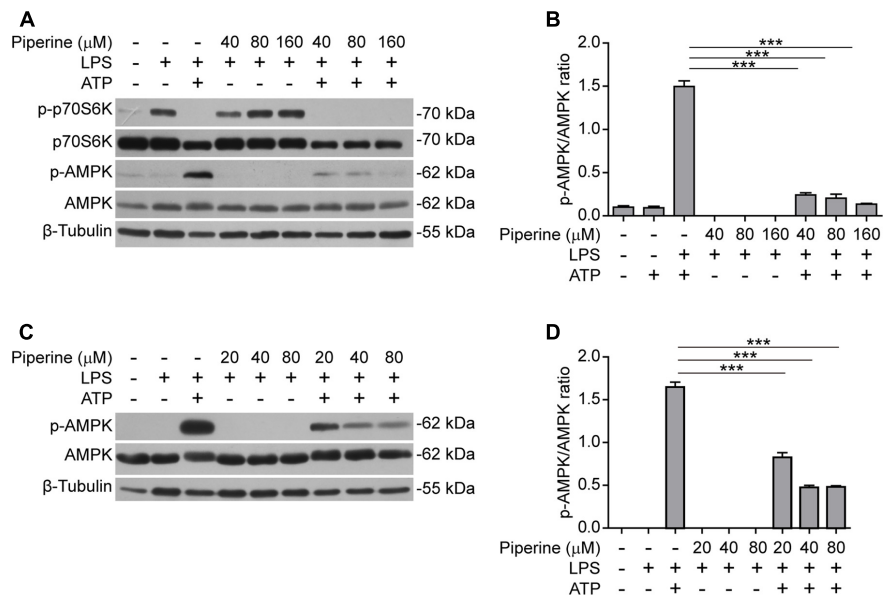 A
Piperine (μM) - - - 40 80 160 40 80 160
LPS - + + + + + + + +
ATP - - + - - - + + +
p-p70S6K -70 kDa
p70S6K -70 kDa
p-AMPK -62 kDa
AMPK -62 kDa
β-Tubulin -55 kDa
B
p-AMPK/AMPK ratio
2.0
1.5
1.0
0.5
0.0
***
***
***
Piperine (μM) - - - 40 80 160 40 80 160
LPS - - + + + + + + +
ATP - + + - - - + + +
C
Piperine (μM) - - - 20 40 80 20 40 80
LPS - + + + + + + + +
ATP - - + - - - + + +
p-AMPK -62 kDa
AMPK -62 kDa
β-Tubulin -55 kDa
D
p-AMPK/AMPK ratio
2.0
1.5
1.0
0.5
0.0
***
***
***
Piperine (μM) - - - 20 40 80 20 40 80
LPS - + + + + + + + +
ATP - - + - - - + + +